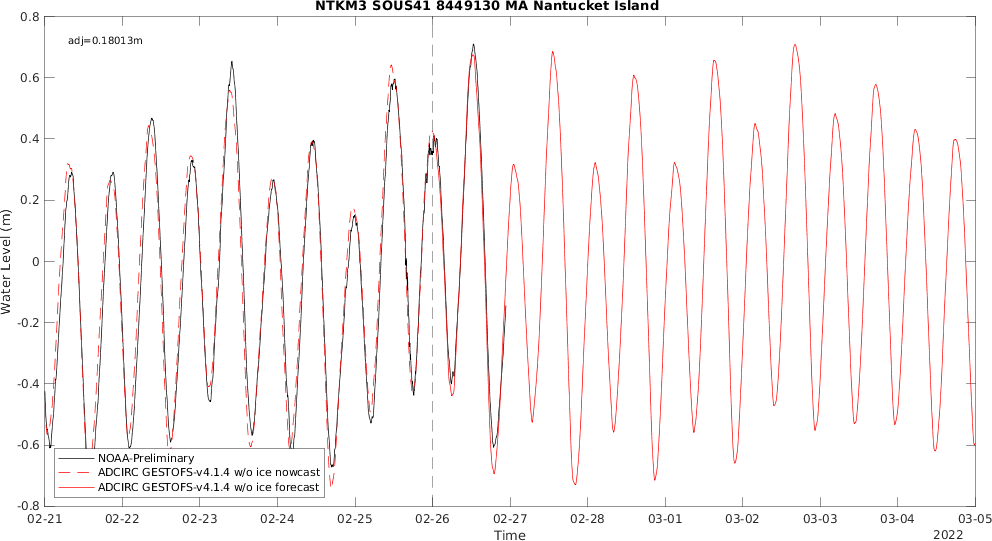 NTKM3 SOUS41 8449130 MA Nantucket Island
0.8
adj=0.18013m
0.6
0.4
0.2
0
-0.2
-0.4
-0.6
-0.8
Water Level (m)
NOAA-Preliminary
ADCIRC GESTOFS-v4.1.4 w/o ice nowcast
ADCIRC GESTOFS-v4.1.4 w/o ice forecast
02-21 02-22 02-23 02-24 02-25 02-26 02-27 02-28 03-01 03-02 03-03 03-04 03-05
Time
2022